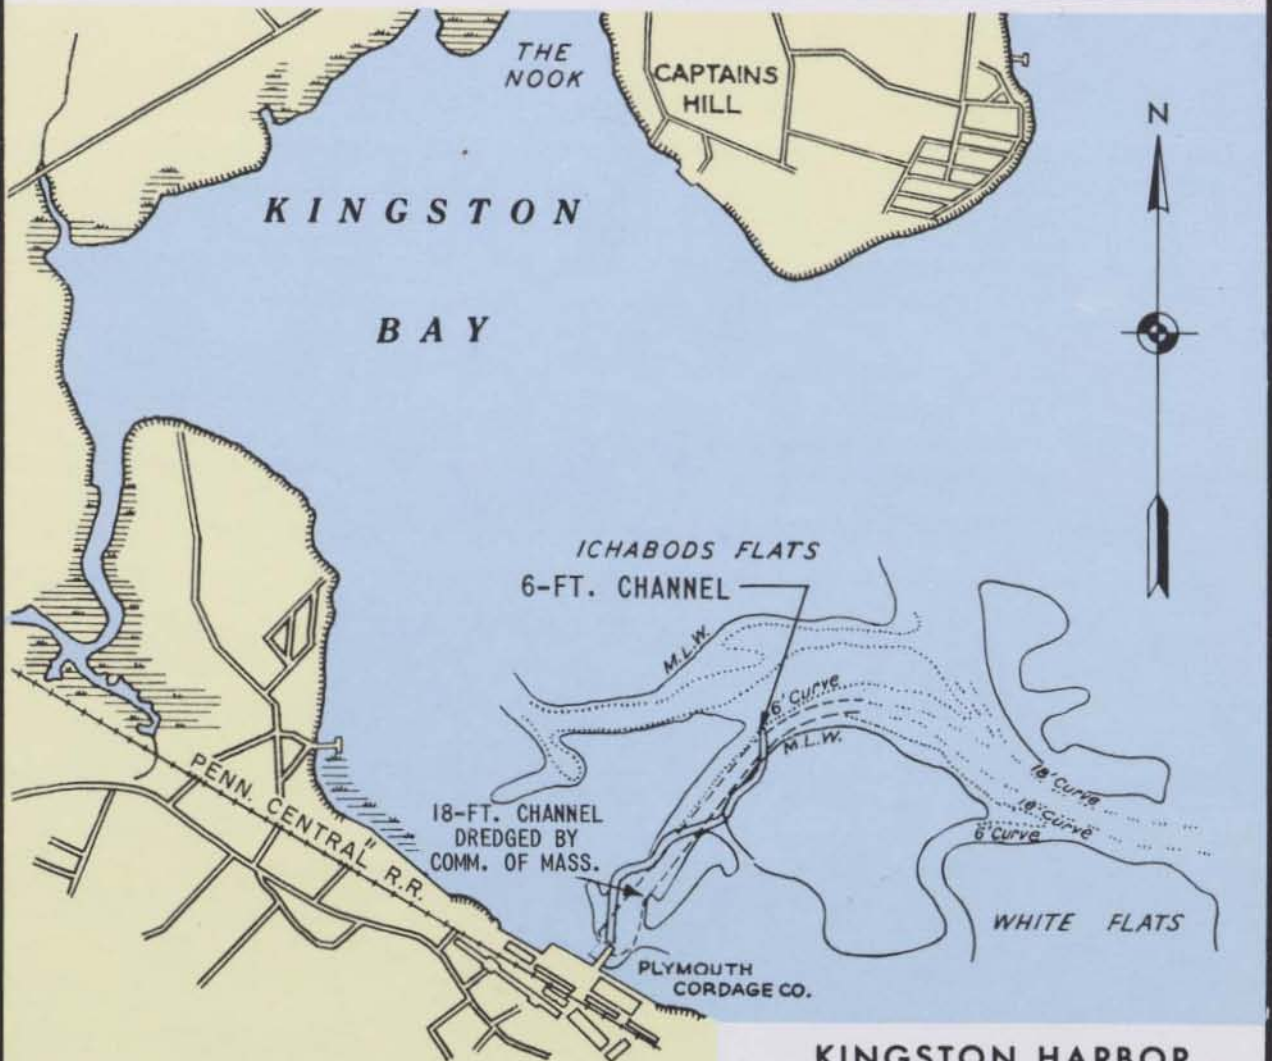 THE
NOOK
CAPTAINS
HILL
N
KINGSTON
BAY
ICHABODS FLATS
6-FT. CHANNEL
M.L.W.
6' Curve
M.L.W.
18' Curve
18' Curve
6' Curve
PENN. CENTRAL R.R.
18-FT. CHANNEL
DREDGED BY
COMM. OF MASS.
WHITE FLATS
PLYMOUTH
CORDAGE CO.
KINGSTON HARBOR